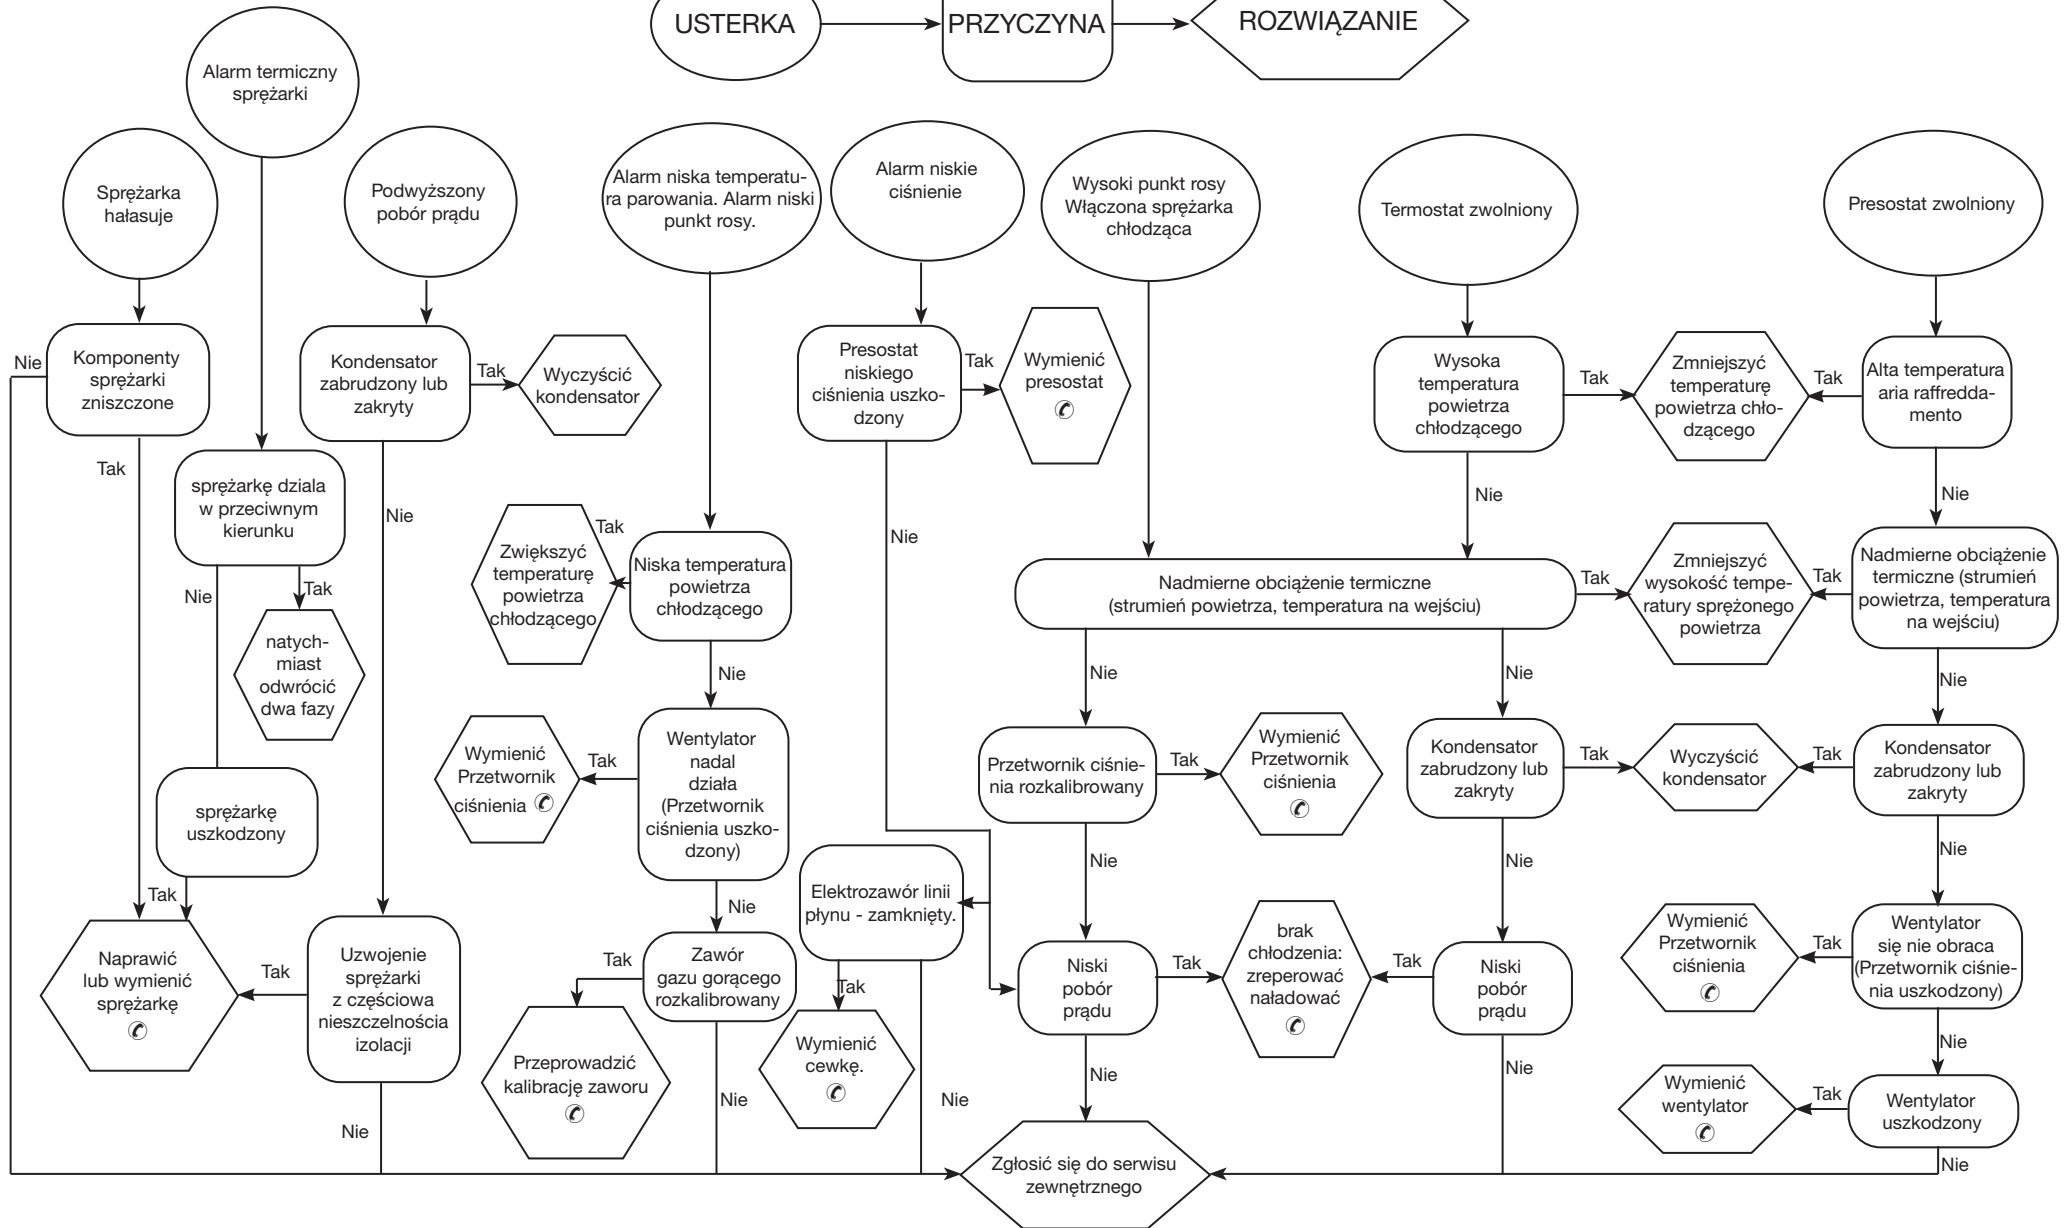 USTERKA
PRZYCZYNA
ROZWIĄZANIE
Alarm termiczny
sprężarki
Sprężarka
hałasuje
Podwyższony
pobór prądu
Alarm niska temperatu-
ra parowania. Alarm niski
punkt rosy.
Alarm niskie
ciśnienie
Wysoki punkt rosy
Włączona sprężarka
chłodząca
Termostat zwolniony
Presostat zwolniony
Nie
Komponenty
sprężarki
zniszczone
Tak
Kondensator
zabrudzony lub
zakryty
Tak
Wyczyścić
kondensator
Nie
Presostat
niskiego
ciśnienia uszko-
dzony
Tak
Wymienić
presostat
✆
Nie
Wysoka
temperatura
powietrza
chłodzącego
Tak
Zmniejszyć
temperaturę
powietrza chło-
dzącego
Tak
Alta temperatura
aria raffredda-
mento
Nie
Nie
sprężarkę dziala
w przeciwnym
kierunku
Nie
Tak
natych-
miast
odwrócić
dwa fazy
Zwiększyć
temperaturę
powietrza
chłodzącego
Tak
Niska temperatura
powietrza
chłodzącego
Nie
Nadmierne obciążenie termiczne
(strumień powietrza, temperatura na wejściu)
Tak
Zmniejszyć
wysokość tempe-
ratury sprężonego
powietrza
Tak
Nadmierne obciążenie
termiczne (strumień
powietrza, temperatura
na wejściu)
Nie
Nie
Nie
sprężarkę
uszkodzony
Tak
Wymienić
Przetwornik
ciśnienia ✆
Tak
Wentylator
nadal
działa
(Przetwornik
ciśnienia uszko-
dzony)
Nie
Przetwornik ciśnie-
nia rozkalibrowany
Tak
Wymienić
Przetwornik
ciśnienia
✆
Nie
Kondensator
zabrudzony lub
zakryty
Tak
Wyczyścić
kondensator
Tak
Kondensator
zabrudzony lub
zakryty
Nie
Nie
Naprawić
lub wymienić
sprężarkę
✆
Tak
Uzwojenie
sprężarki
z częściowa
nieszczelnościa
izolacji
Nie
Tak
Zawór
gazu gorącego
rozkalibrowany
Nie
Przeprowadzić
kalibrację zaworu
✆
Elektrozawór linii
płynu - zamknięty.
Tak
Wymienić
cewkę.
✆
Nie
Niski
pobór
prądu
Tak
brak
chłodzenia:
zreperować
naładować
✆
Tak
Niski
pobór
prądu
Nie
Nie
Wymienić
Przetwornik
ciśnienia
✆
Tak
Wentylator
się nie obraca
(Przetwornik ciśnie-
nia uszkodzony)
Nie
Wymienić
wentylator
✆
Tak
Wentylator
uszkodzony
Nie
Zgłosić się do serwisu
zewnętrznego